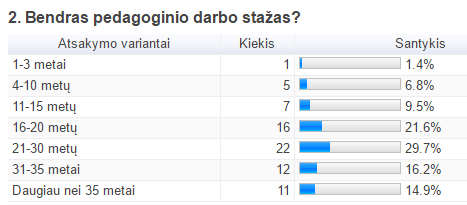 2. Bendras pedagoginio darbo stažas?
Atsakymo variantai Kiekis Santykis
1-3 metai 1 1.4%
4-10 metų 5 6.8%
11-15 metų 7 9.5%
16-20 metų 16 21.6%
21-30 metų 22 29.7%
31-35 metai 12 16.2%
Daugiau nei 35 metai 11 14.9%